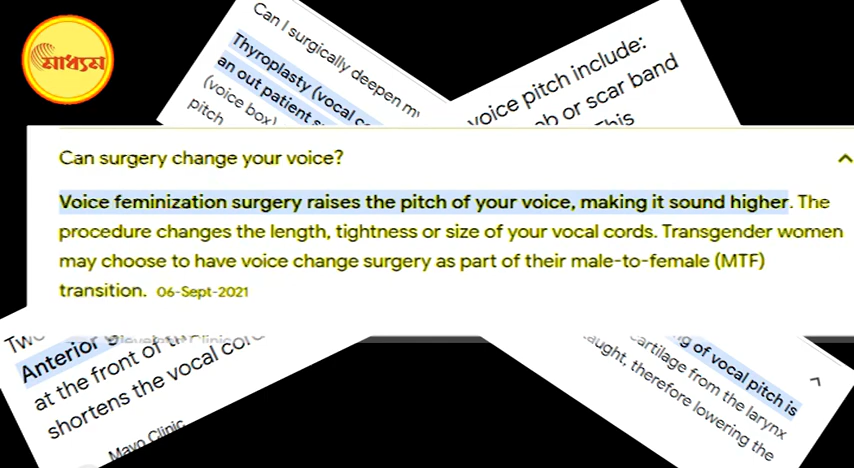 মাধ্যম
Can I surgically deepen my
Thyroplasty (vocal
an out patient
(voice box)
pitch
voice pitch include:
or scar band
This
Can surgery change your voice?
Voice feminization surgery raises the pitch of your voice, making it sound higher. The
procedure changes the length, tightness or size of your vocal cords. Transgender women
may choose to have voice change surgery as part of their male-to-female (MTF)
transition. 06-Sept-2021
Anterior
at the front of
shortens the vocal
Mayo Clinic
of vocal pitch is
cartilage from the larynx
therefore lowering the